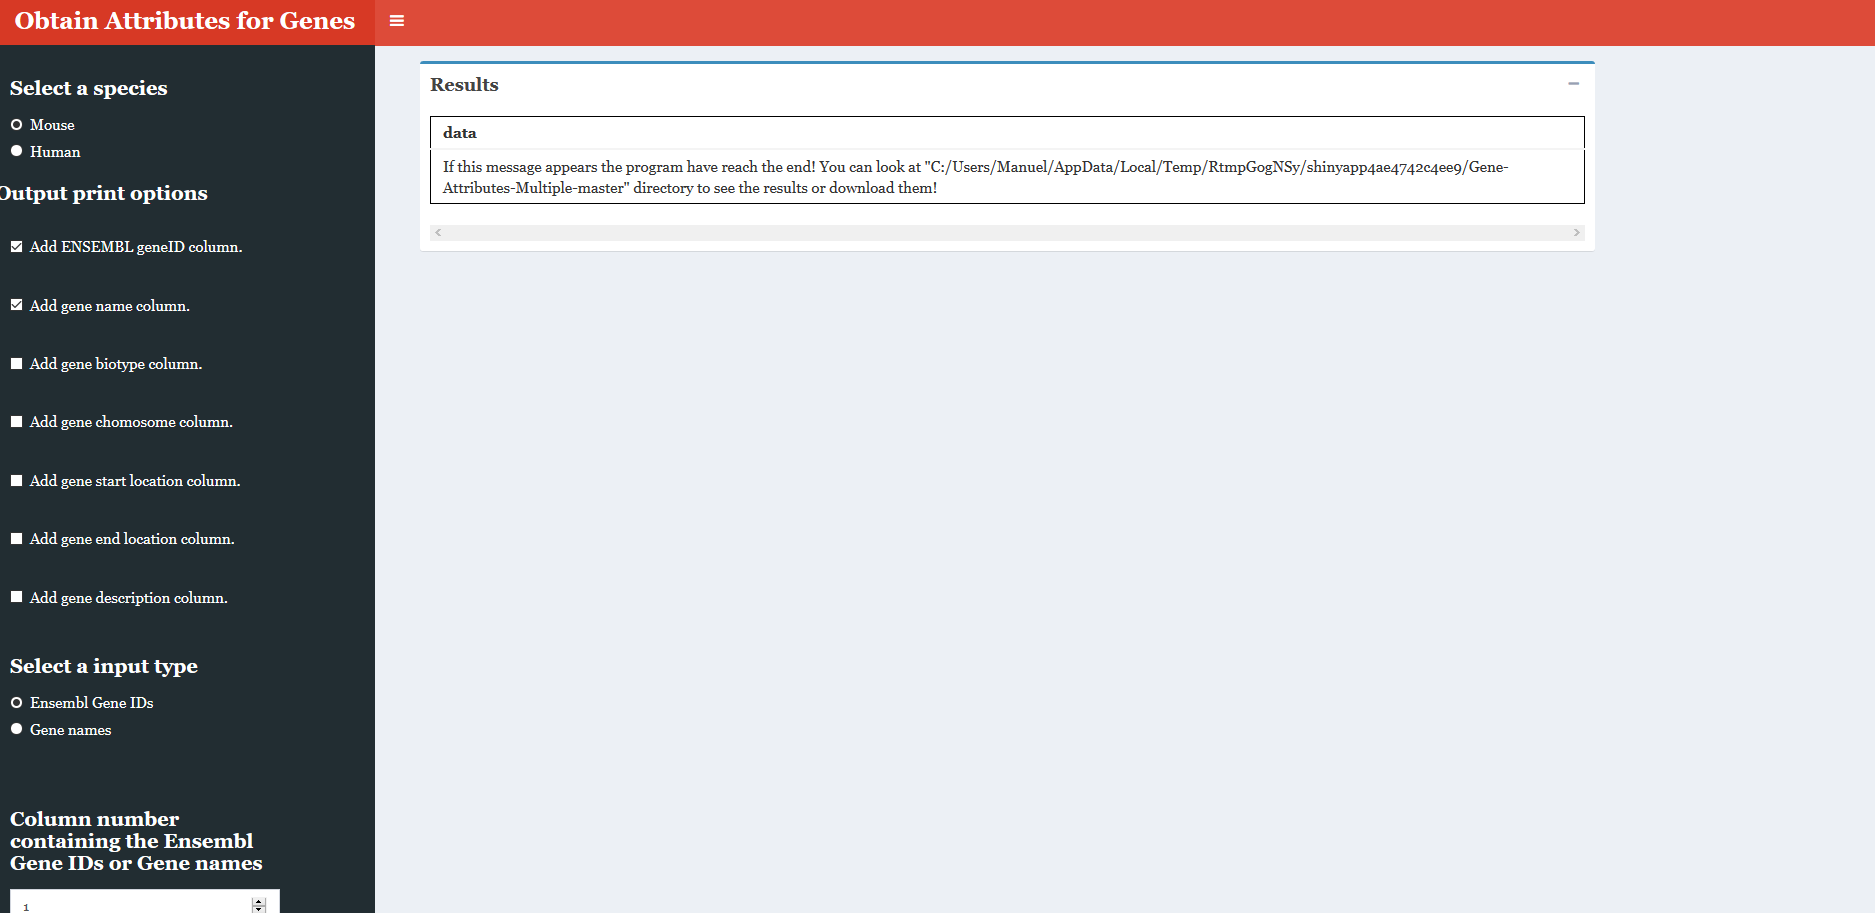 Obtain Attributes for Genes
Select a species
Mouse
Human
Output print options
Add ENSEMBL geneID column.
Add gene name column.
Add gene biotype column.
Add gene chomosome column.
Add gene start location column.
Add gene end location column.
Add gene description column.
Select a input type
Ensembl Gene IDs
Gene names
Column number
containing the Ensembl
Gene IDs or Gene names
1
Results
data
If this message appears the program have reach the end! You can look at "C:/Users/Manuel/AppData/Local/Temp/RtmpGogNSy/shinyapp4ae4742c4ee9/Gene-
Attributes-Multiple-master" directory to see the results or download them!